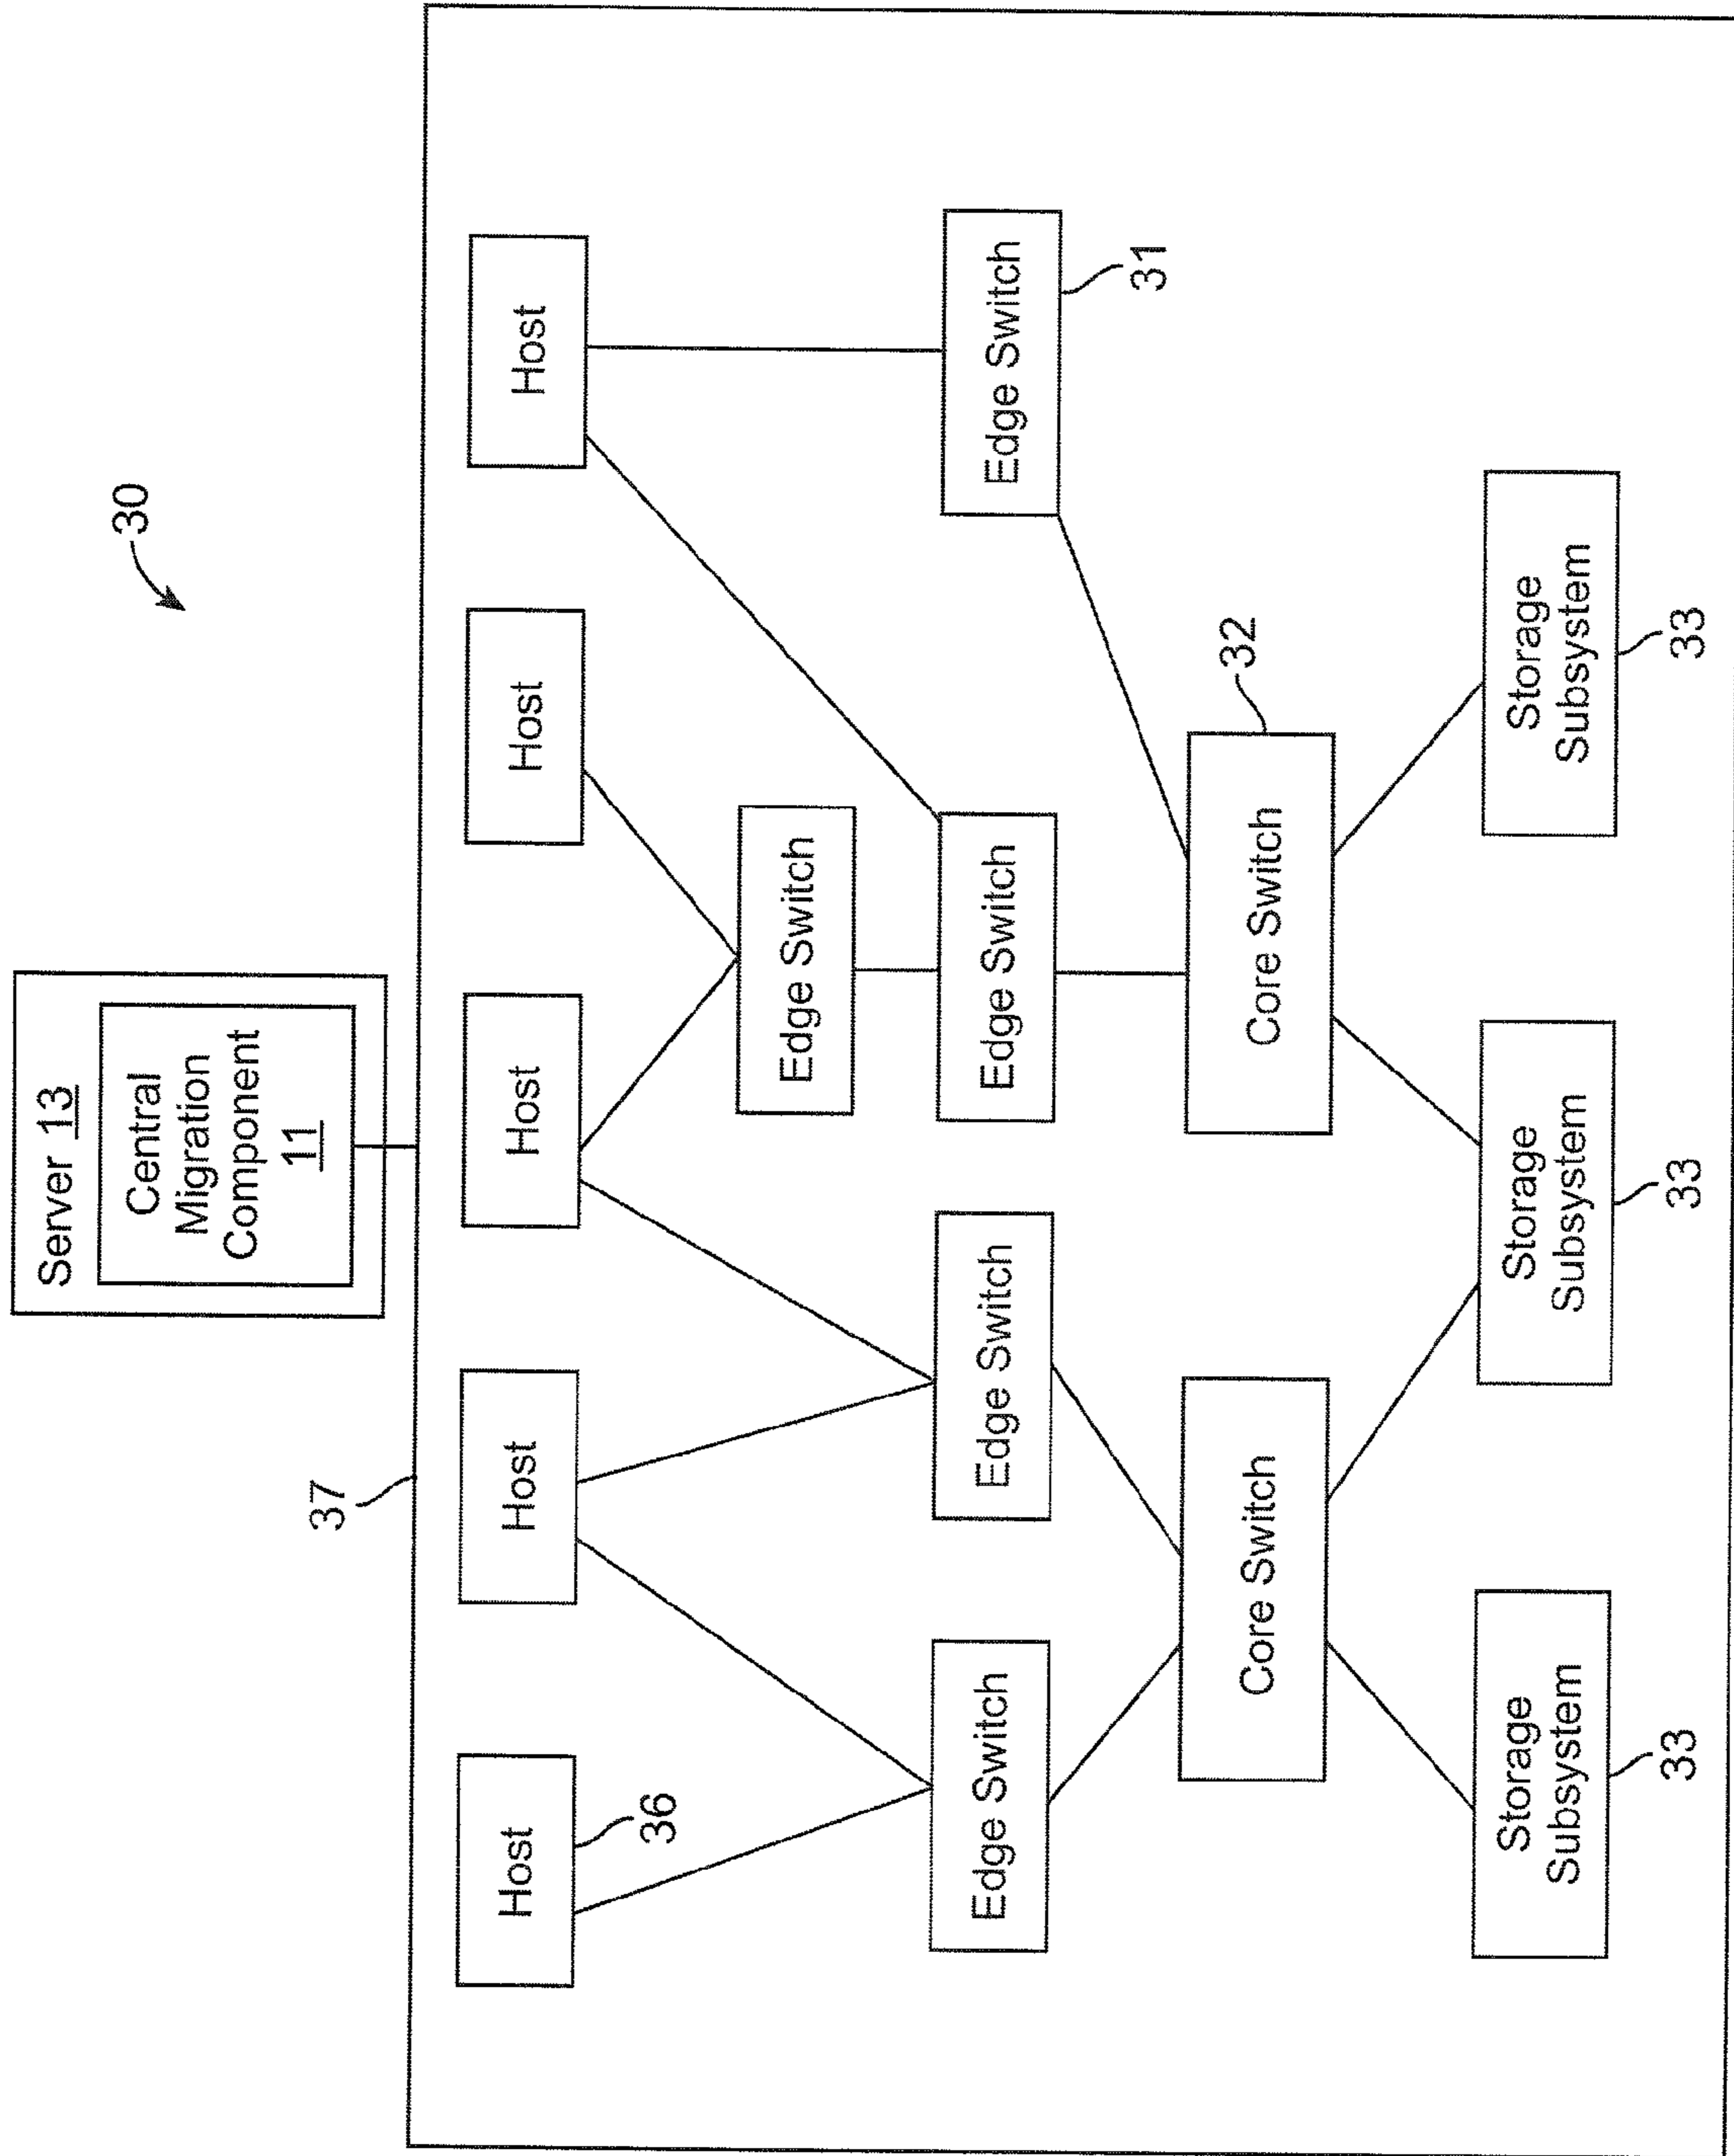 30
Server 13
Central
Migration
Component
11
37
Host
Host
Host
Host
Host
36
Edge Switch
Edge Switch
Edge Switch
Edge Switch
Edge Switch
31
Core Switch
Core Switch
32
Storage
Subsystem
33
Storage
Subsystem
33
Storage
Subsystem
33